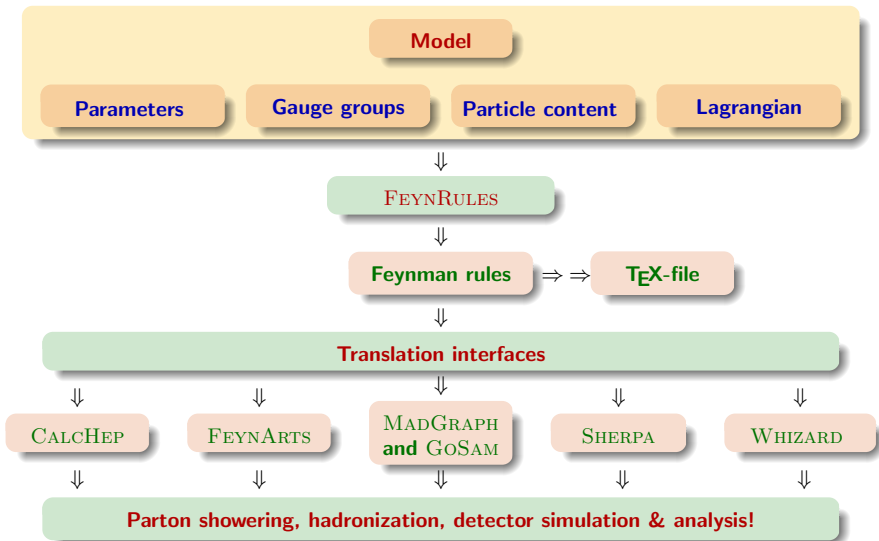 Model
Parameters
Gauge groups
Particle content
Lagrangian
⇓
FEYNRULES
⇓
Feynman rules
⇒ ⇒
TEX-file
⇓
Translation interfaces
⇓ ⇓ ⇓ ⇓ ⇓
CALCHEP
FEYNARTS
MADGRAPH
and GOSAM
SHERPA
WHIZARD
⇓ ⇓ ⇓ ⇓ ⇓
Parton showering, hadronization, detector simulation & analysis!